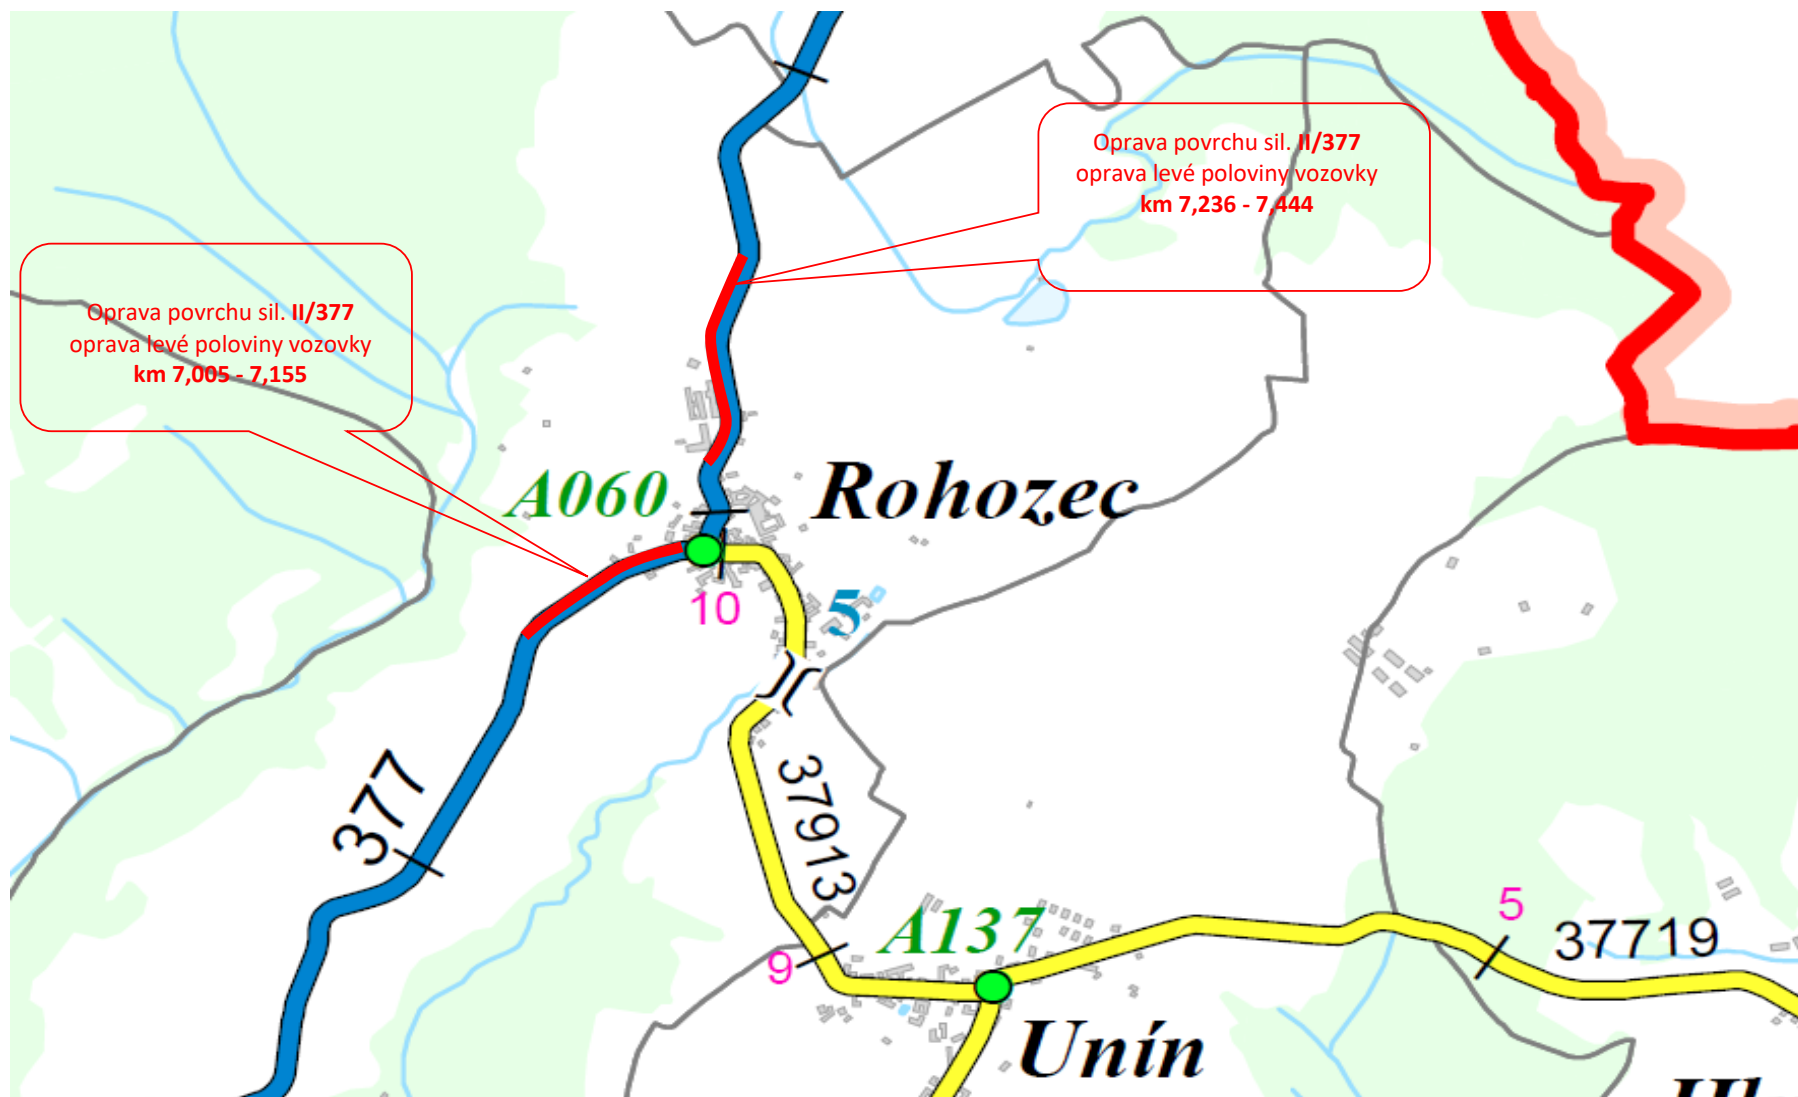 Oprava povrchu sil. II/377
oprava levé poloviny vozovky
km 7,236 - 7,444
Oprava povrchu sil. II/377
oprava levé poloviny vozovky
km 7,005 - 7,155
A060
Rohozec
10
5
377
37913
A137
5
37719
9
Unín